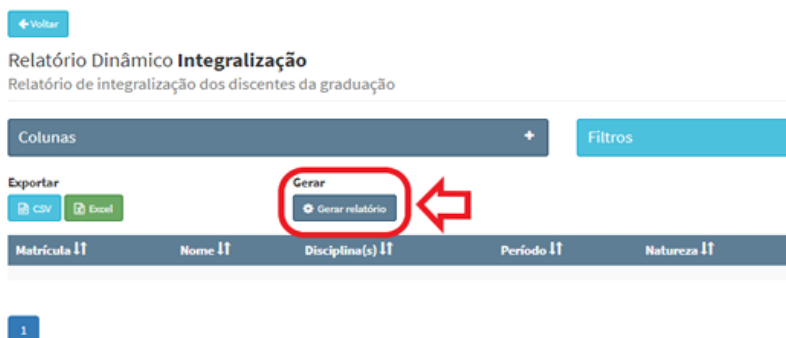 Voltar
Relatório Dinâmico Integralização
Relatório de integralização dos discentes da graduação
Colunas
Filtros
Exportar
Gerar
CSV Excel
Gerar relatório
Matrícula Nome Disciplina(s) Período Natureza
1